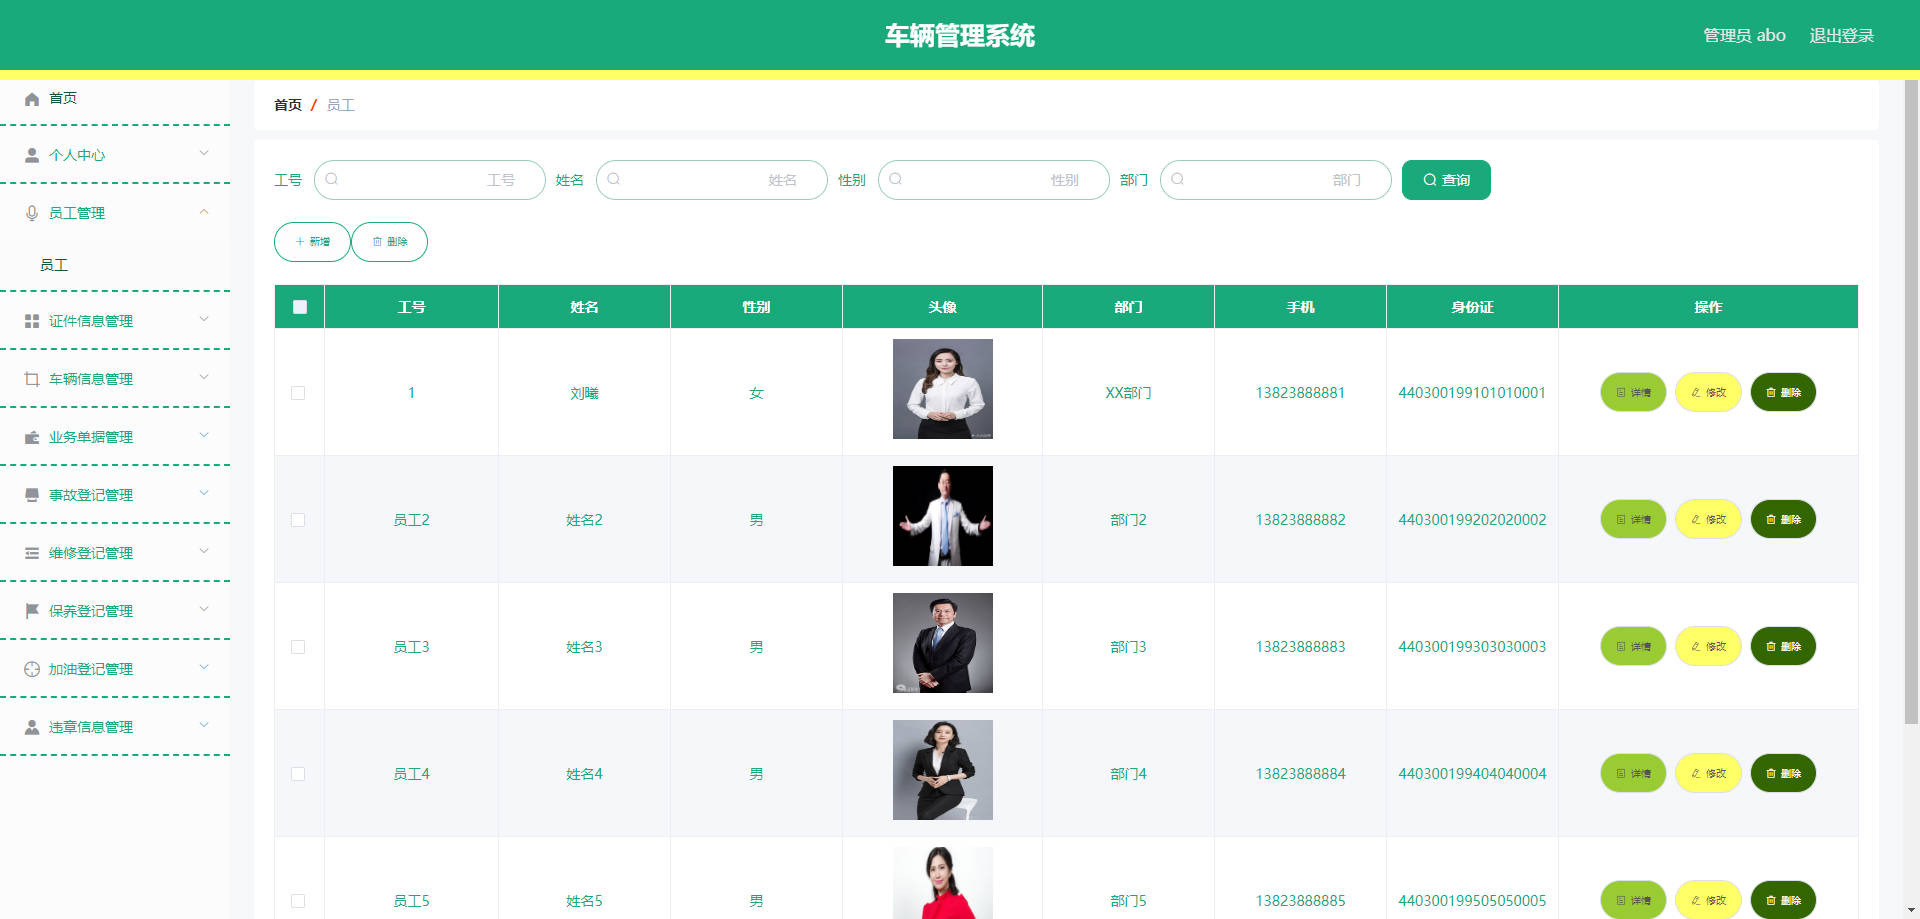 车辆管理系统
管理员 abo 退出登录
首页
个人中心
员工管理
员工
证件信息管理
车辆信息管理
业务单据管理
事故登记管理
维修登记管理
保养登记管理
加油登记管理
违章信息管理
首页 / 员工
工号 工号 姓名 姓名 性别 性别 部门 部门 查询
新增 删除
工号 姓名 性别 头像 部门 手机 身份证 操作
1 刘曦 女 XX部门 13823888881 440300199101010001 详情 修改 删除
员工2 姓名2 男 部门2 13823888882 440300199202020002 详情 修改 删除
员工3 姓名3 男 部门3 13823888883 440300199303030003 详情 修改 删除
员工4 姓名4 男 部门4 13823888884 440300199404040004 详情 修改 删除
员工5 姓名5 男 部门5 13823888885 440300199505050005 详情 修改 删除